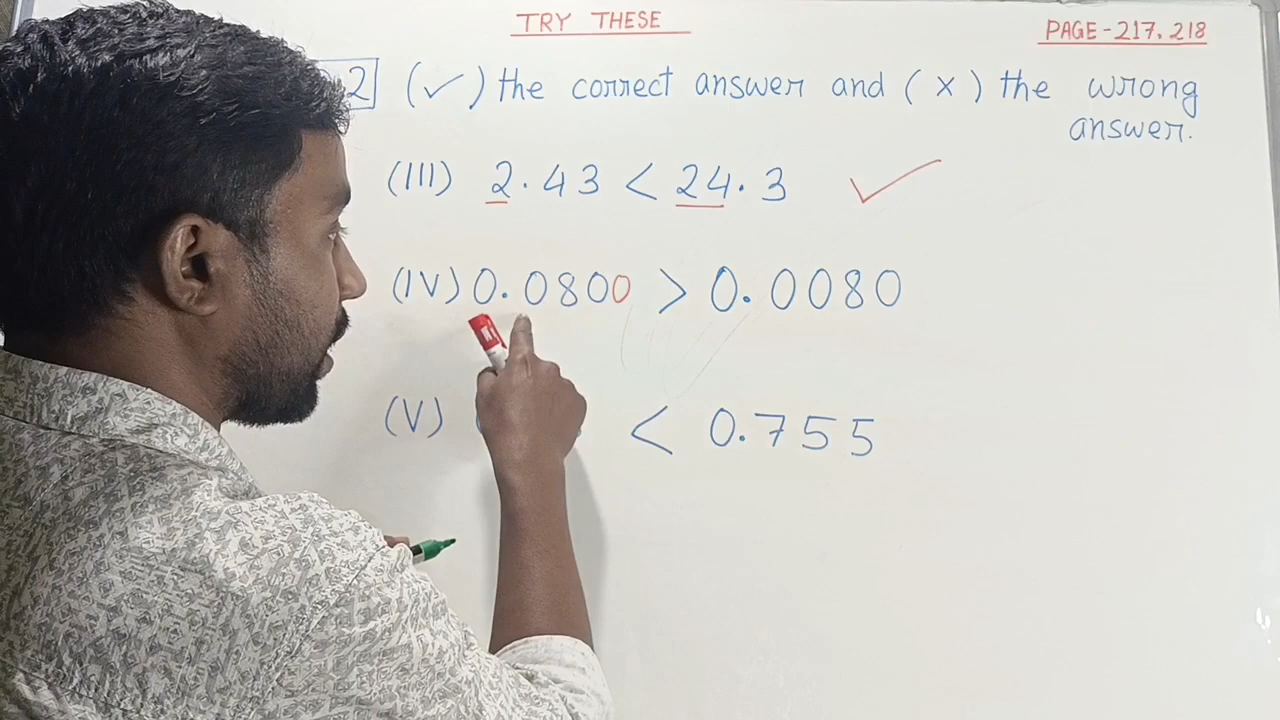 TRY THESE
PAGE-217, 218
2 (✓) the correct answer and (×) the wrong
answer.
(III) 2.43 < 24.3 ✓
(IV) 0.0800 > 0.0080
(V) < 0.755